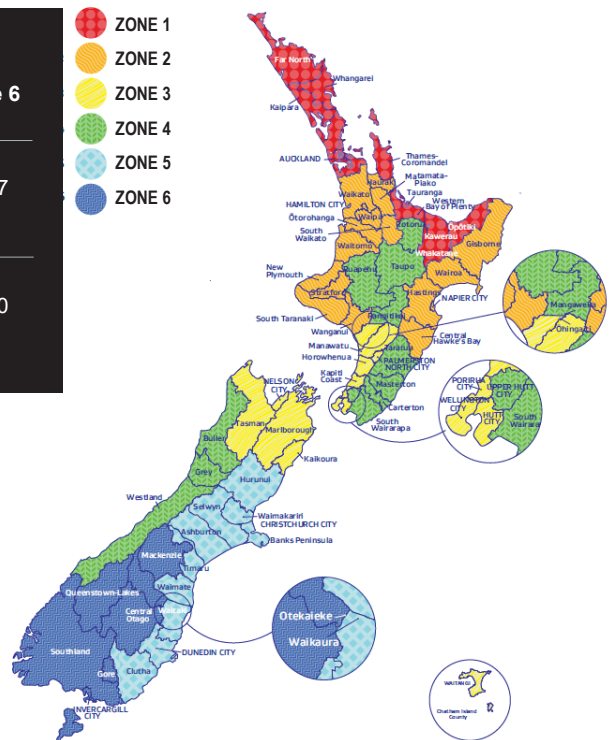 ZONE 1
ZONE 2
ZONE 3
ZONE 4
ZONE 5
ZONE 6
6
7
0
Far North
Whangarei
Kaipara
AUCKLAND
Thames-
Coromandel
Matamata-
Piako
Hauraki
Tauranga
Western
Bay of Plenty
Waikato
HAMILTON CITY
Waipa
Ōtorohanga
South
Waikato
Rotorua
Opōtiki
Kawerau
Whakatane
Gisborne
Waitomo
Taupo
Ruapehu
Wairoa
New
Plymouth
Stratford
Hastings
NAPIER CITY
South Taranaki
Rangitikei
Wanganui
Central
Hawke's Bay
Manawatu
Tararua
Horowhenua
PALMERSTON
NORTH CITY
Kapiti
Coast
Masterton
Carterton
South
Wairarapa
Mangaweka
Ohingaiti
PORIRUA
CITY
UPPER HUTT
CITY
WELLINGTON
CITY
HUTT
CITY
South
Wairarapa
NELSON
CITY
Tasman
Marlborough
Buller
Kaikoura
Grey
Hurunui
Westland
Selwyn
Waimakariri
CHRISTCHURCH CITY
Ashburton
Banks Peninsula
Mackenzie
Timaru
Queenstown-Lakes
Waimate
Central
Otago
Waitaki
Otekaieke
Waikaura
Southland
DUNEDIN CITY
Clutha
Gore
INVERCARGILL
CITY
WAITANGI
Chatham Island
County